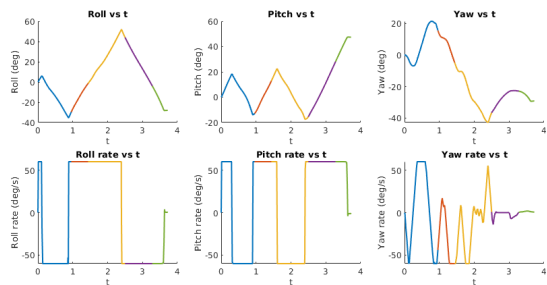 Roll vs t
Pitch vs t
Yaw vs t
60
40
20
0
-20
-40
Roll (deg)
0 1 2 3 4
t
60
40
20
0
-20
Pitch (deg)
0 1 2 3 4
t
20
0
-20
-40
Yaw (deg)
0 1 2 3 4
t
Roll rate vs t
Pitch rate vs t
Yaw rate vs t
50
0
-50
Roll rate (deg/s)
0 1 2 3 4
t
50
0
-50
Pitch rate (deg/s)
0 1 2 3 4
t
50
0
-50
Yaw rate (deg/s)
0 1 2 3 4
t